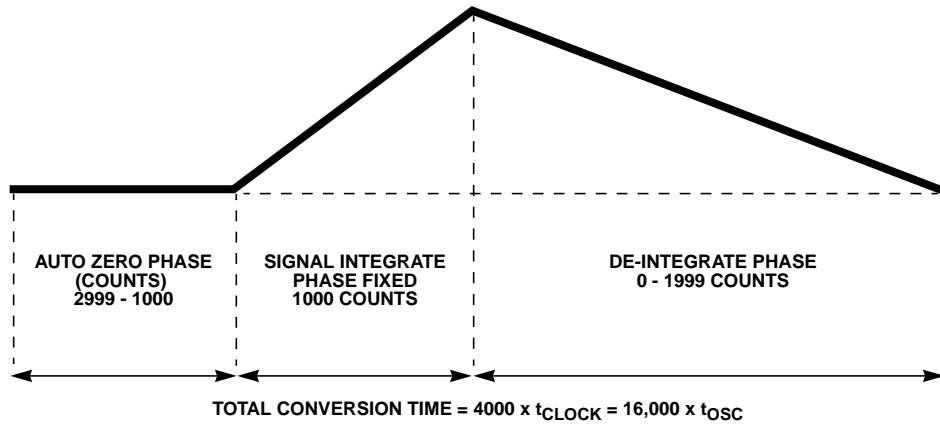 AUTO ZERO PHASE
(COUNTS)
2999 - 1000
SIGNAL INTEGRATE
PHASE FIXED
1000 COUNTS
DE-INTEGRATE PHASE
0 - 1999 COUNTS
TOTAL CONVERSION TIME = 4000 x tCLOCK = 16,000 x tOSC